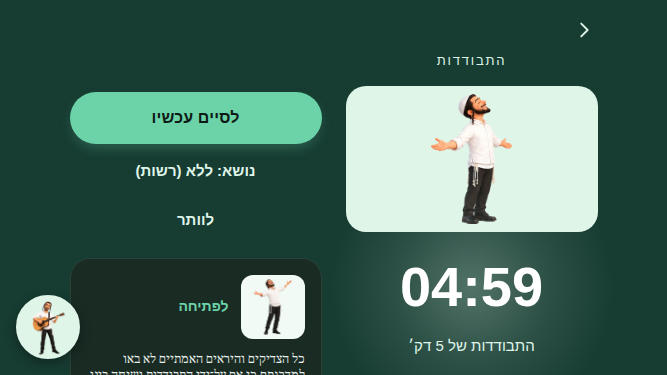 התבודדות
04:59
התבודדות של 5 דק׳
לסיים עכשיו
נושא: ללא (רשות)
לוותר
לפתיחה
כל הצדיקים והיראים האמתיים לא באו